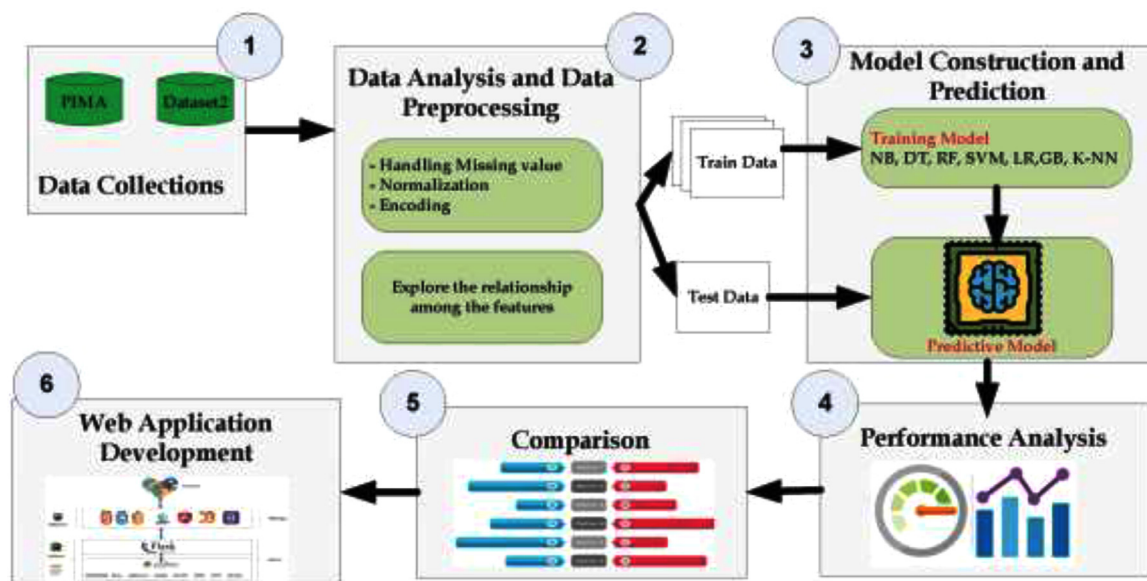 1
PIMA
Dataset2
Data Collections
2
Data Analysis and Data
Preprocessing
- Handling Missing value
- Normalization
- Encoding
Explore the relationship
among the features
Train Data
Test Data
3
Model Construction and
Prediction
Training Model
NB, DT, RF, SVM, LR,GB, K-NN
Predictive Model
4
Performance Analysis
5
Comparison
6
Web Application
Development
Flask